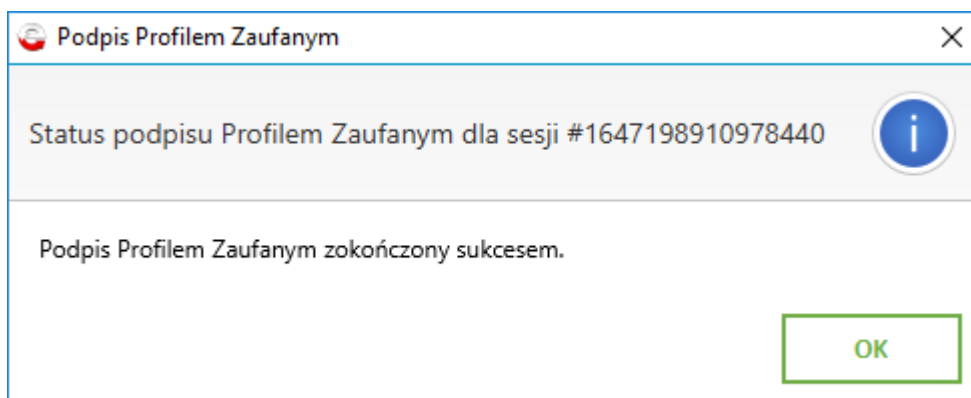 Podpis Profilem Zaufanym
Status podpisu Profilem Zaufanym dla sesji #1647198910978440
Podpis Profilem Zaufanym zokończony sukcesem.
OK